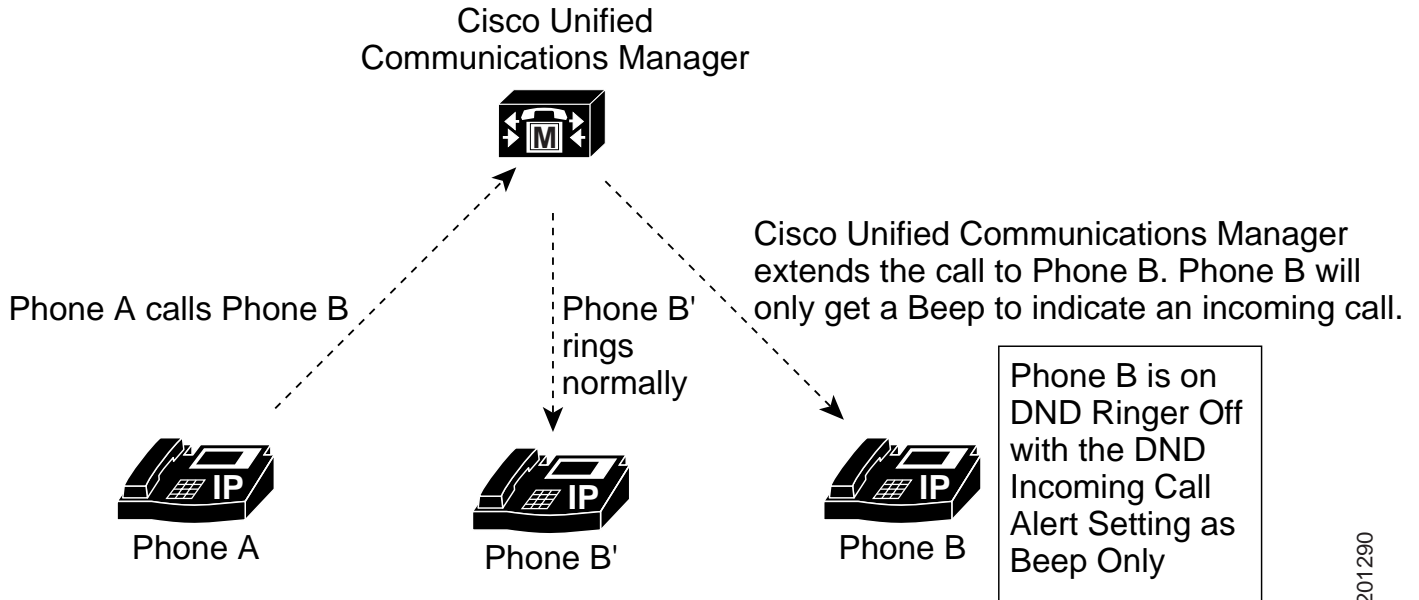 Cisco Unified
Communications Manager
M
Phone A calls Phone B
Phone B'
rings
normally
Cisco Unified Communications Manager
extends the call to Phone B. Phone B will
only get a Beep to indicate an incoming call.
Phone B is on
DND Ringer Off
with the DND
Incoming Call
Alert Setting as
Beep Only
IP
Phone A
IP
Phone B'
IP
Phone B
201290